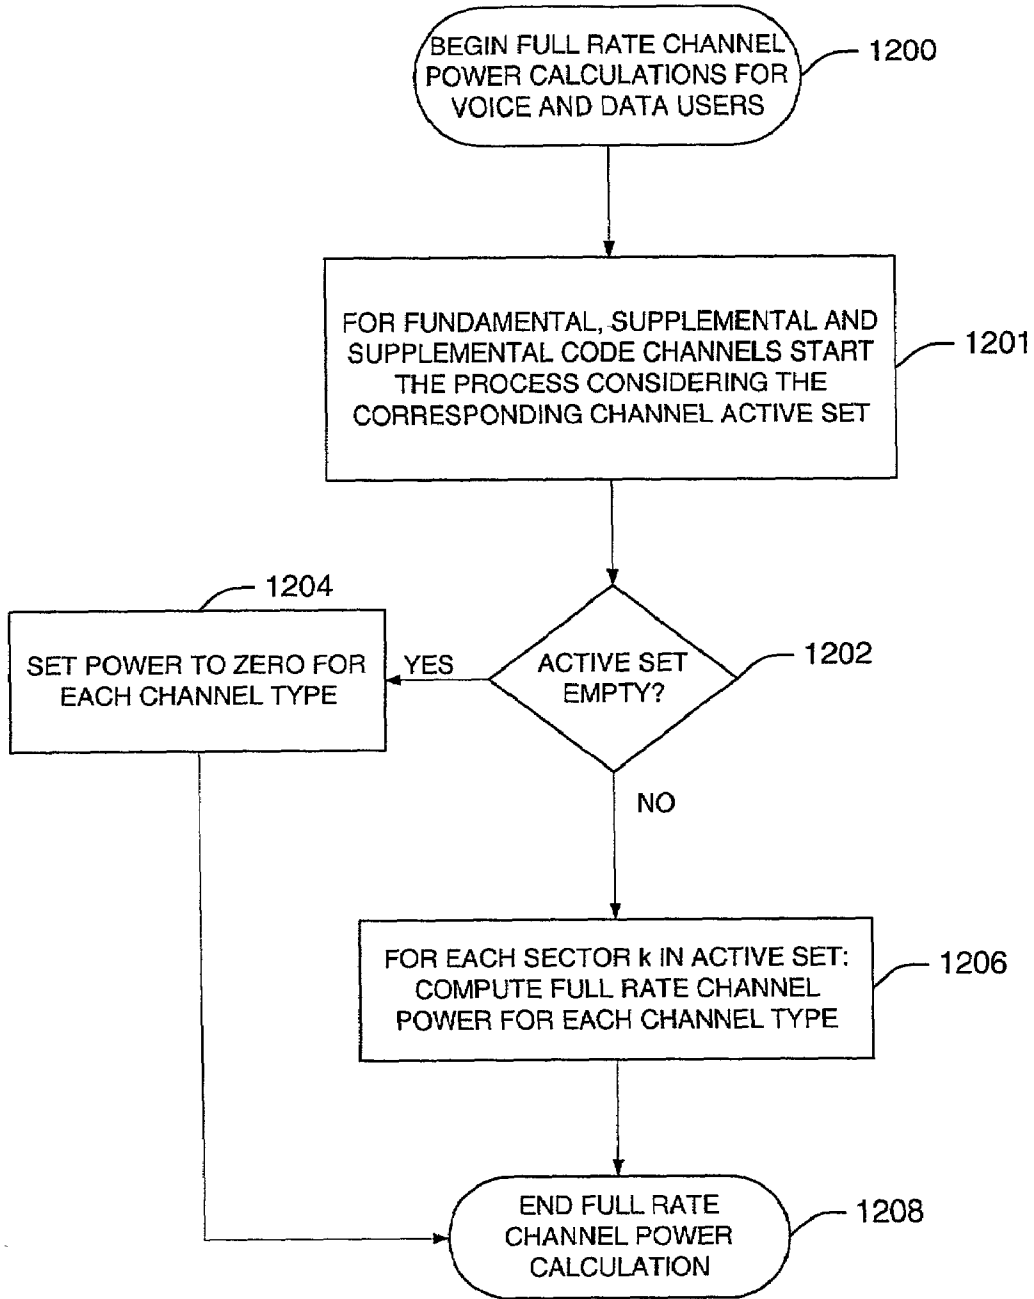 BEGIN FULL RATE CHANNEL
POWER CALCULATIONS FOR
VOICE AND DATA USERS
1200
FOR FUNDAMENTAL, SUPPLEMENTAL AND
SUPPLEMENTAL CODE CHANNELS START
THE PROCESS CONSIDERING THE
CORRESPONDING CHANNEL ACTIVE SET
1201
1204
SET POWER TO ZERO FOR
EACH CHANNEL TYPE
YES
ACTIVE SET
EMPTY?
1202
NO
FOR EACH SECTOR k IN ACTIVE SET:
COMPUTE FULL RATE CHANNEL
POWER FOR EACH CHANNEL TYPE
1206
END FULL RATE
CHANNEL POWER
CALCULATION
1208